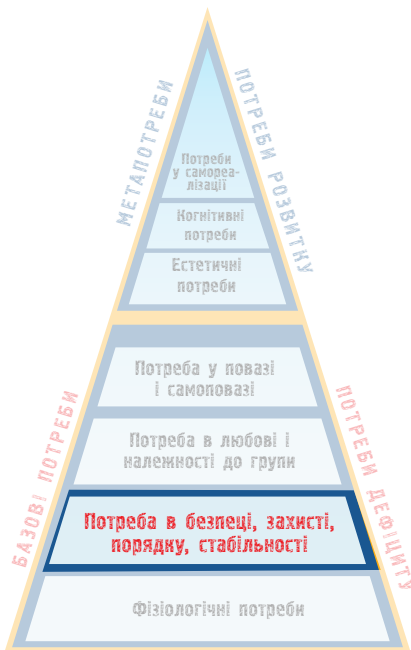 МЕТАПОТРЕБИ
ПОТРЕБИ РОЗВИТКУ
Потреби
у самореа-
лізації
Когнітивні
потреби
Естетичні
потреби
БАЗОВІ ПОТРЕБИ
ПОТРЕБИ ДЕФІЦИТУ
Потреба у повазі
і самоповазі
Потреба в любові і
належності до групи
Потреба в безпеці, захисті,
порядку, стабільності
Фізіологічні потреби